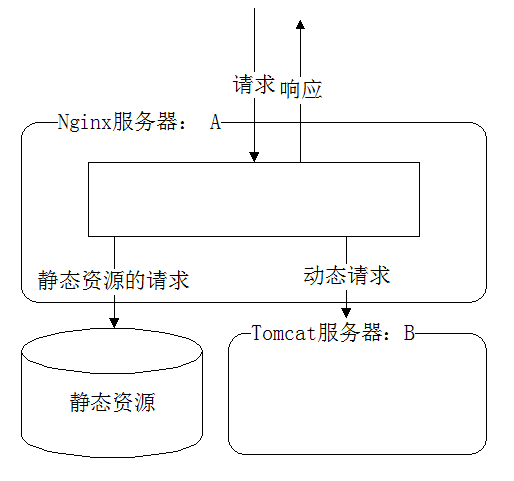 请求
响应
Nginx服务器: A
静态资源的请求
动态请求
Tomcat服务器:B
静态资源